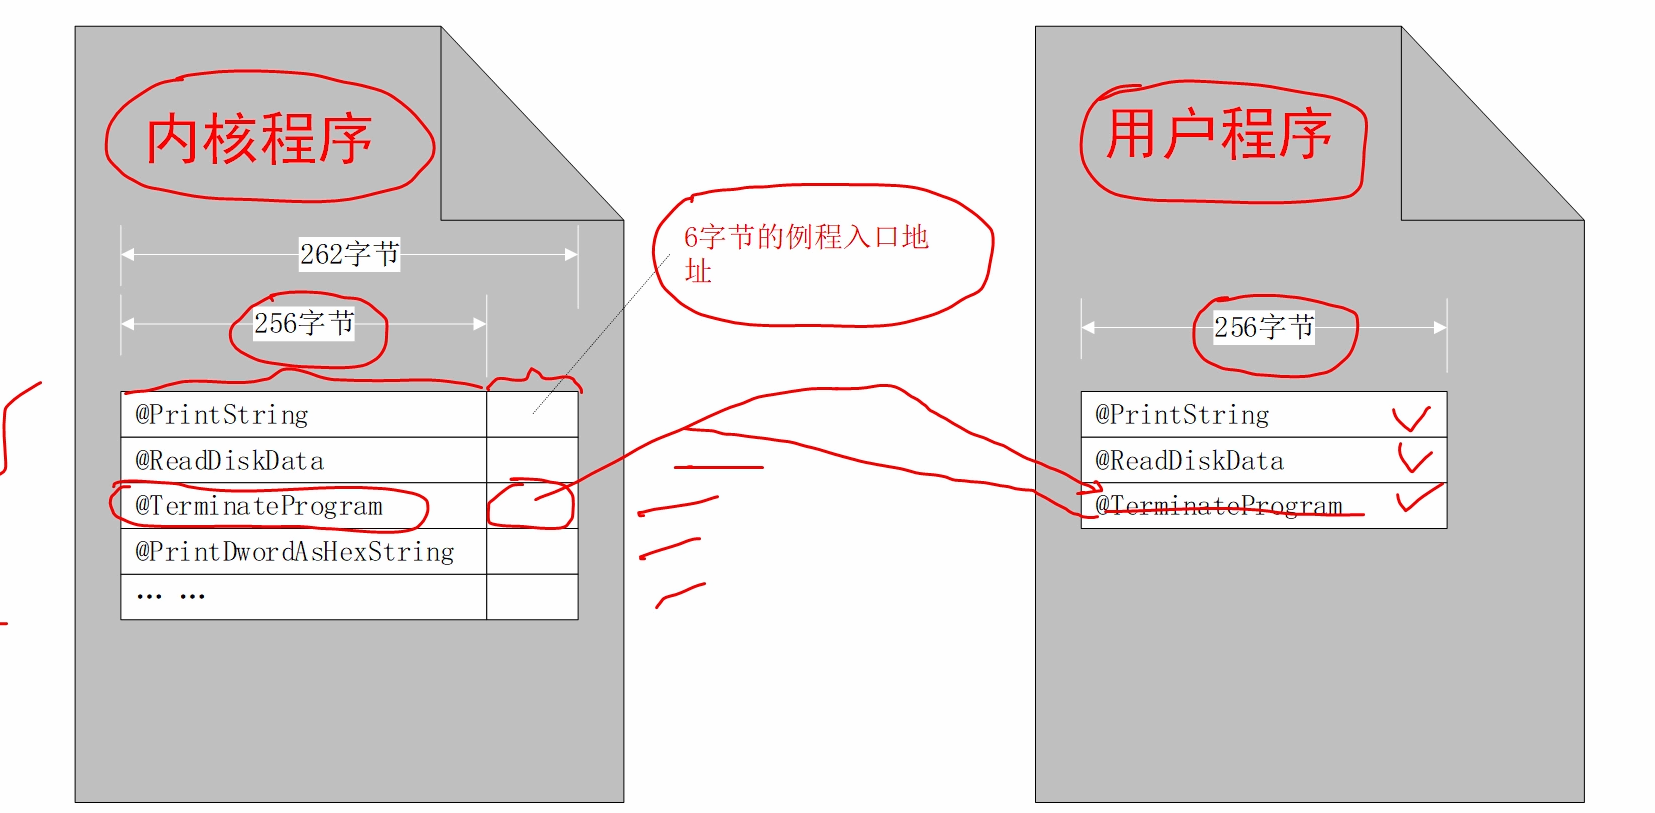 内核程序
262字节
256字节
@PrintString
@ReadDiskData
@TerminateProgram
@PrintDwordAsHexString
… …
6字节的例程入口地
址
用户程序
256字节
@PrintString
@ReadDiskData
@TerminateProgram